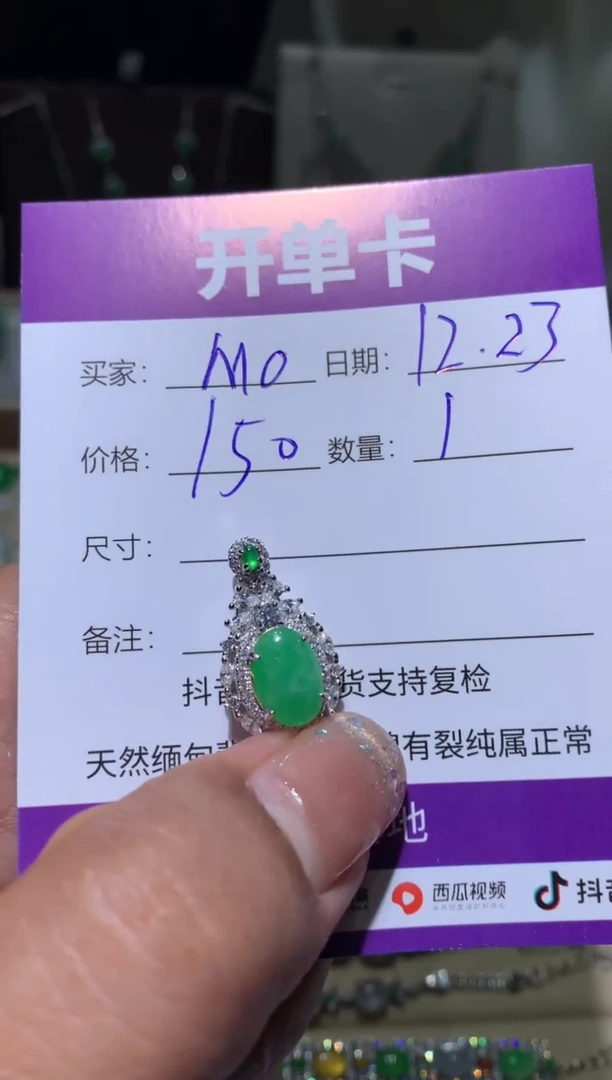 开单卡
买家: MO 日期: 12.23
价格: 150 数量: 1
尺寸:
备注:
抖 货支持复检
天然缅甸 有裂纯属正常
地
西瓜视频 抖